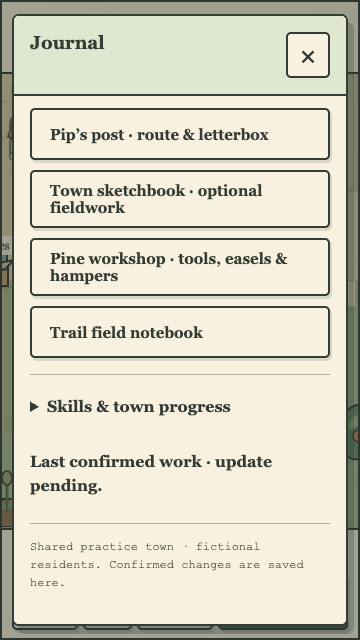 Journal
×
Pip's post · route & letterbox
Town sketchbook · optional
fieldwork
Pine workshop · tools, easels &
hampers
Trail field notebook
▶ Skills & town progress
Last confirmed work · update
pending.
Shared practice town · fictional
residents. Confirmed changes are saved
here.